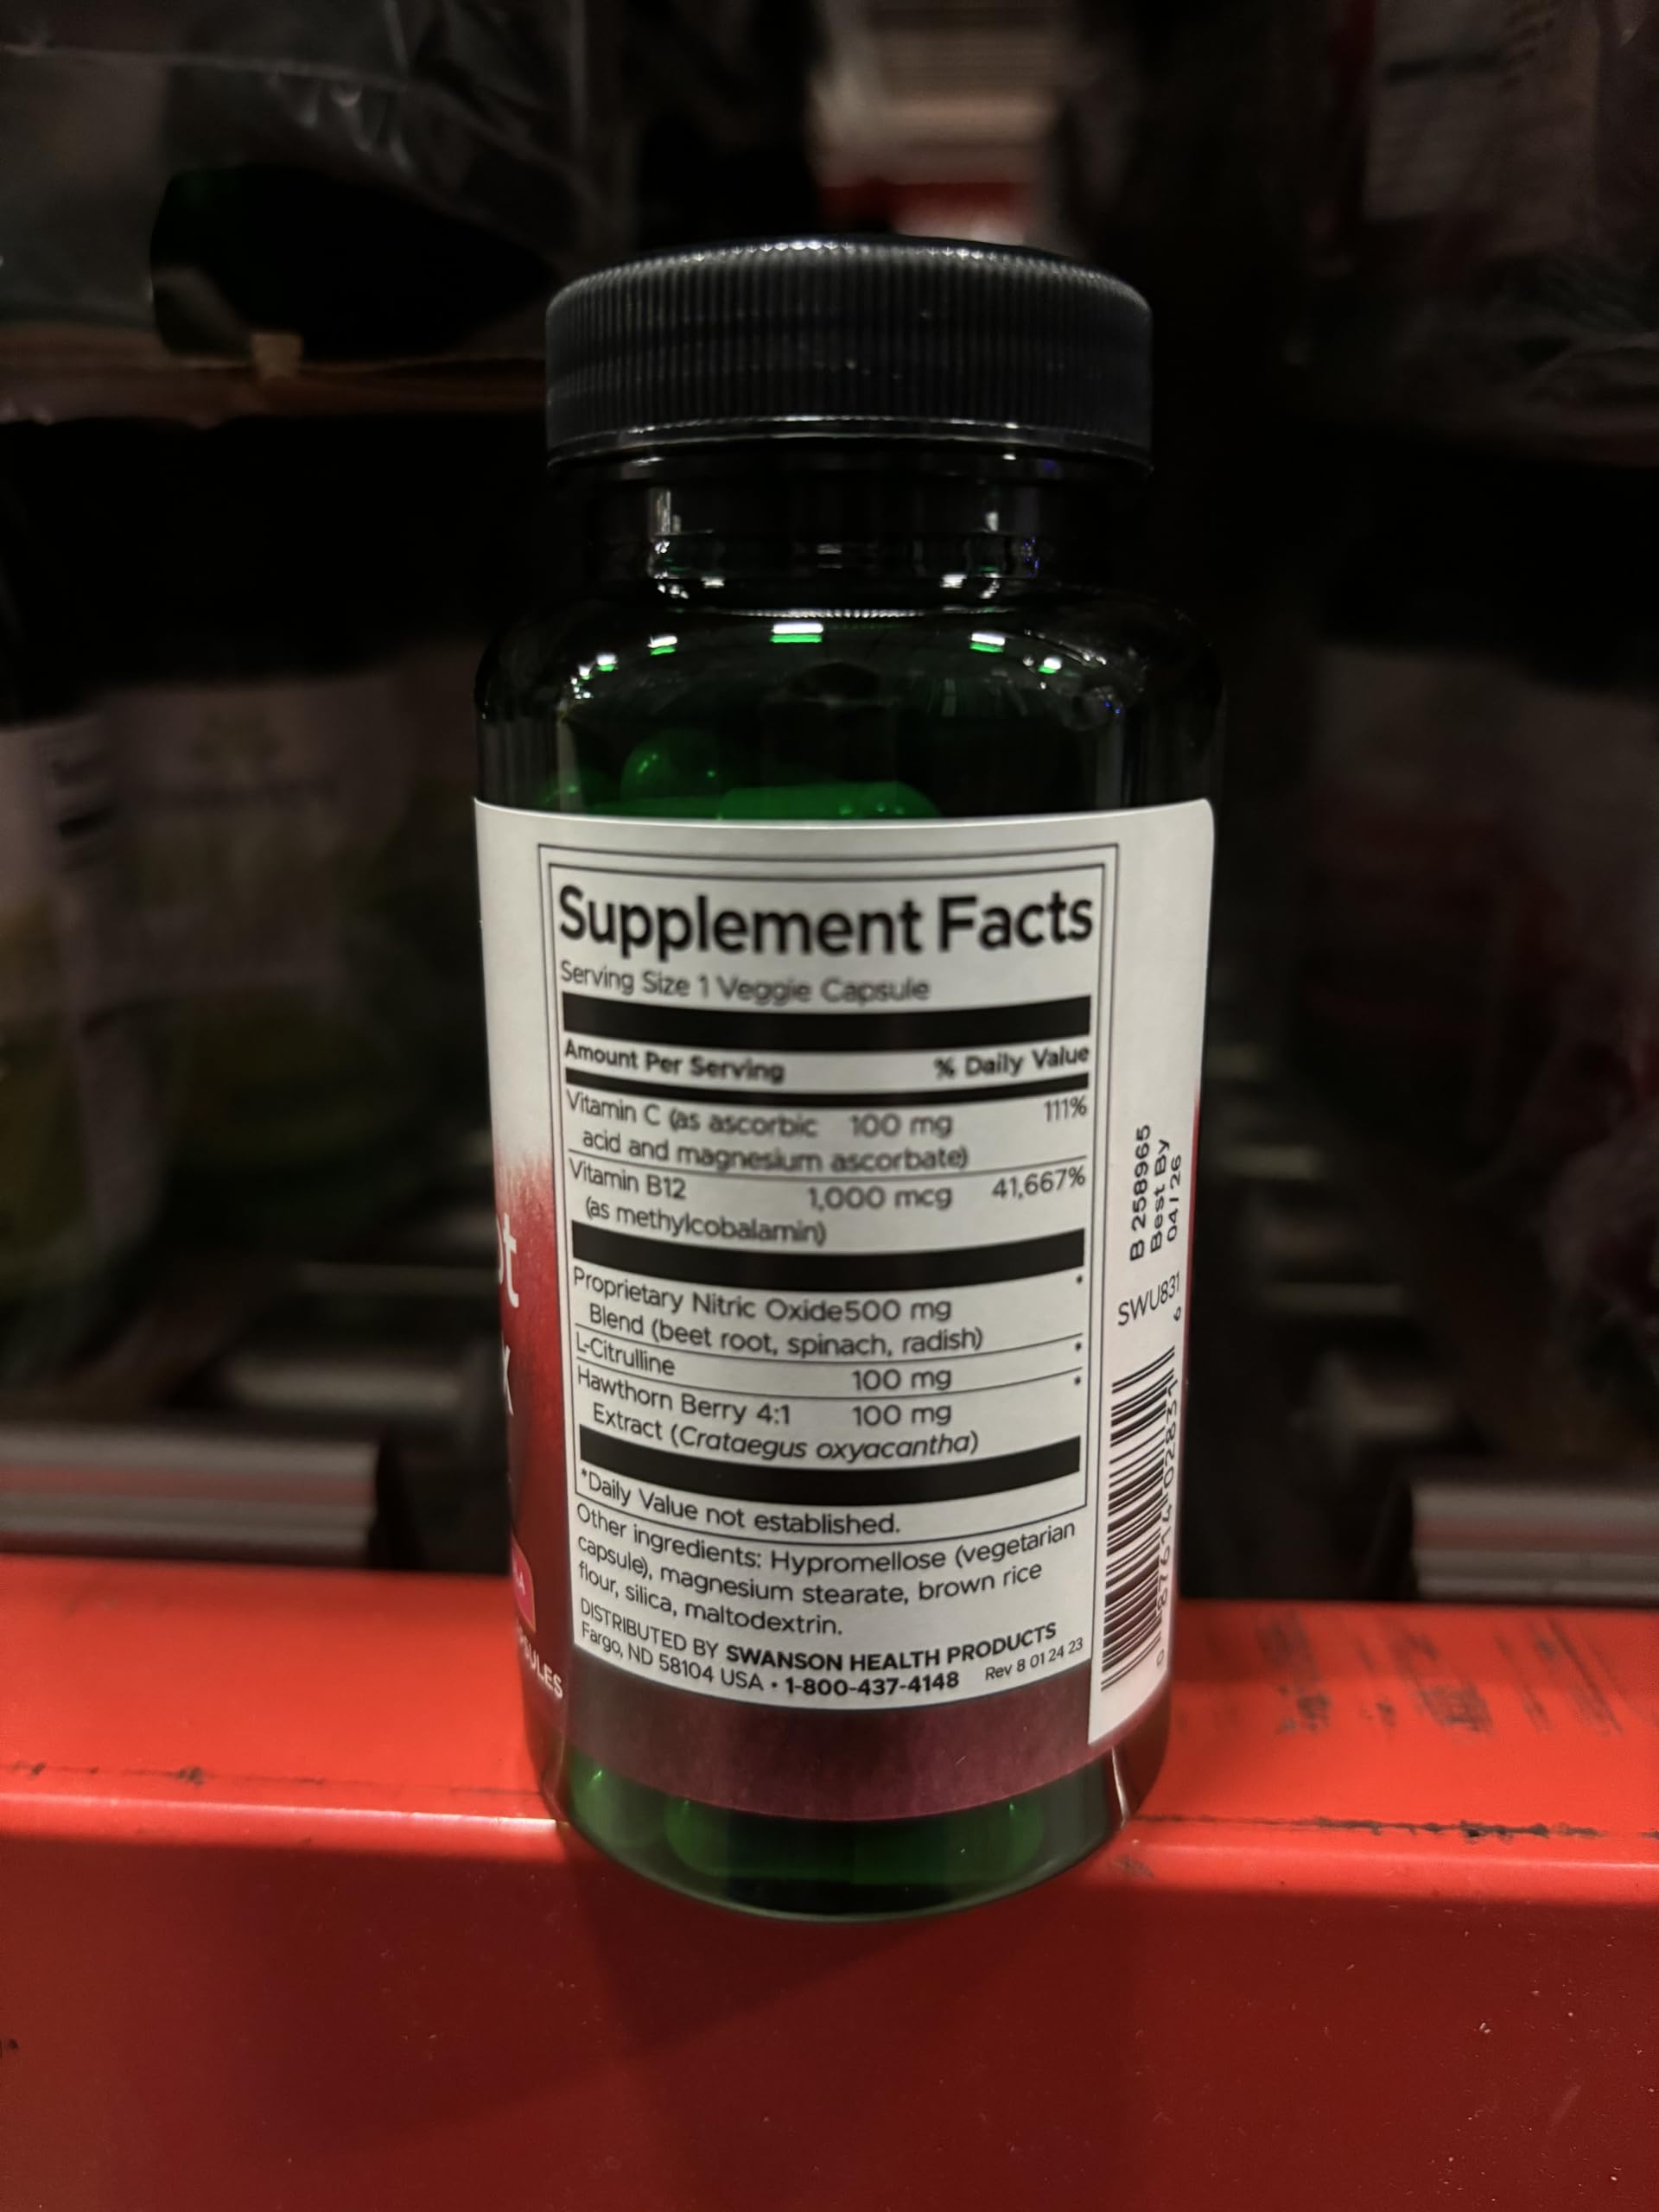 Supplement Facts
Serving Size 1 Veggie Capsule
Amount Per Serving % Daily Value
Vitamin C (as ascorbic 100 mg 111%
acid and magnesium ascorbate)
Vitamin B12 1,000 mcg 41,667%
(as methylcobalamin)
Proprietary Nitric Oxide 500 mg *
Blend (beet root, spinach, radish)
L-Citrulline 100 mg *
Hawthorn Berry 4:1 100 mg *
Extract (Crataegus oxyacantha)
*Daily Value not established.
Other ingredients: Hypromellose (vegetarian
capsule), magnesium stearate, brown rice
flour, silica, maltodextrin.
DISTRIBUTED BY SWANSON HEALTH PRODUCTS
Fargo, ND 58104 USA • 1-800-437-4148 Rev 8 01 24 23
B 258965
Best By
04/26
SWU831
0 87614 02831 6